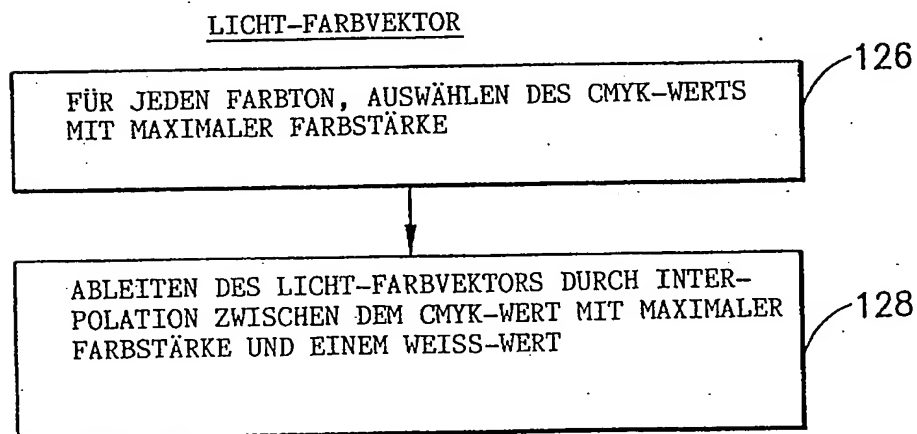 LICHT-FARBVEKTOR
126
FÜR JEDEN FARBTON, AUSWÄHLEN DES CMYK-WERTS
MIT MAXIMALER FARBSTÄRKE
ABLEITEN DES LICHT-FARBVEKTORS DURCH INTER-
POLATION ZWISCHEN DEM CMYK-WERT MIT MAXIMALER
FARBSTÄRKE UND EINEM WEISS-WERT
128